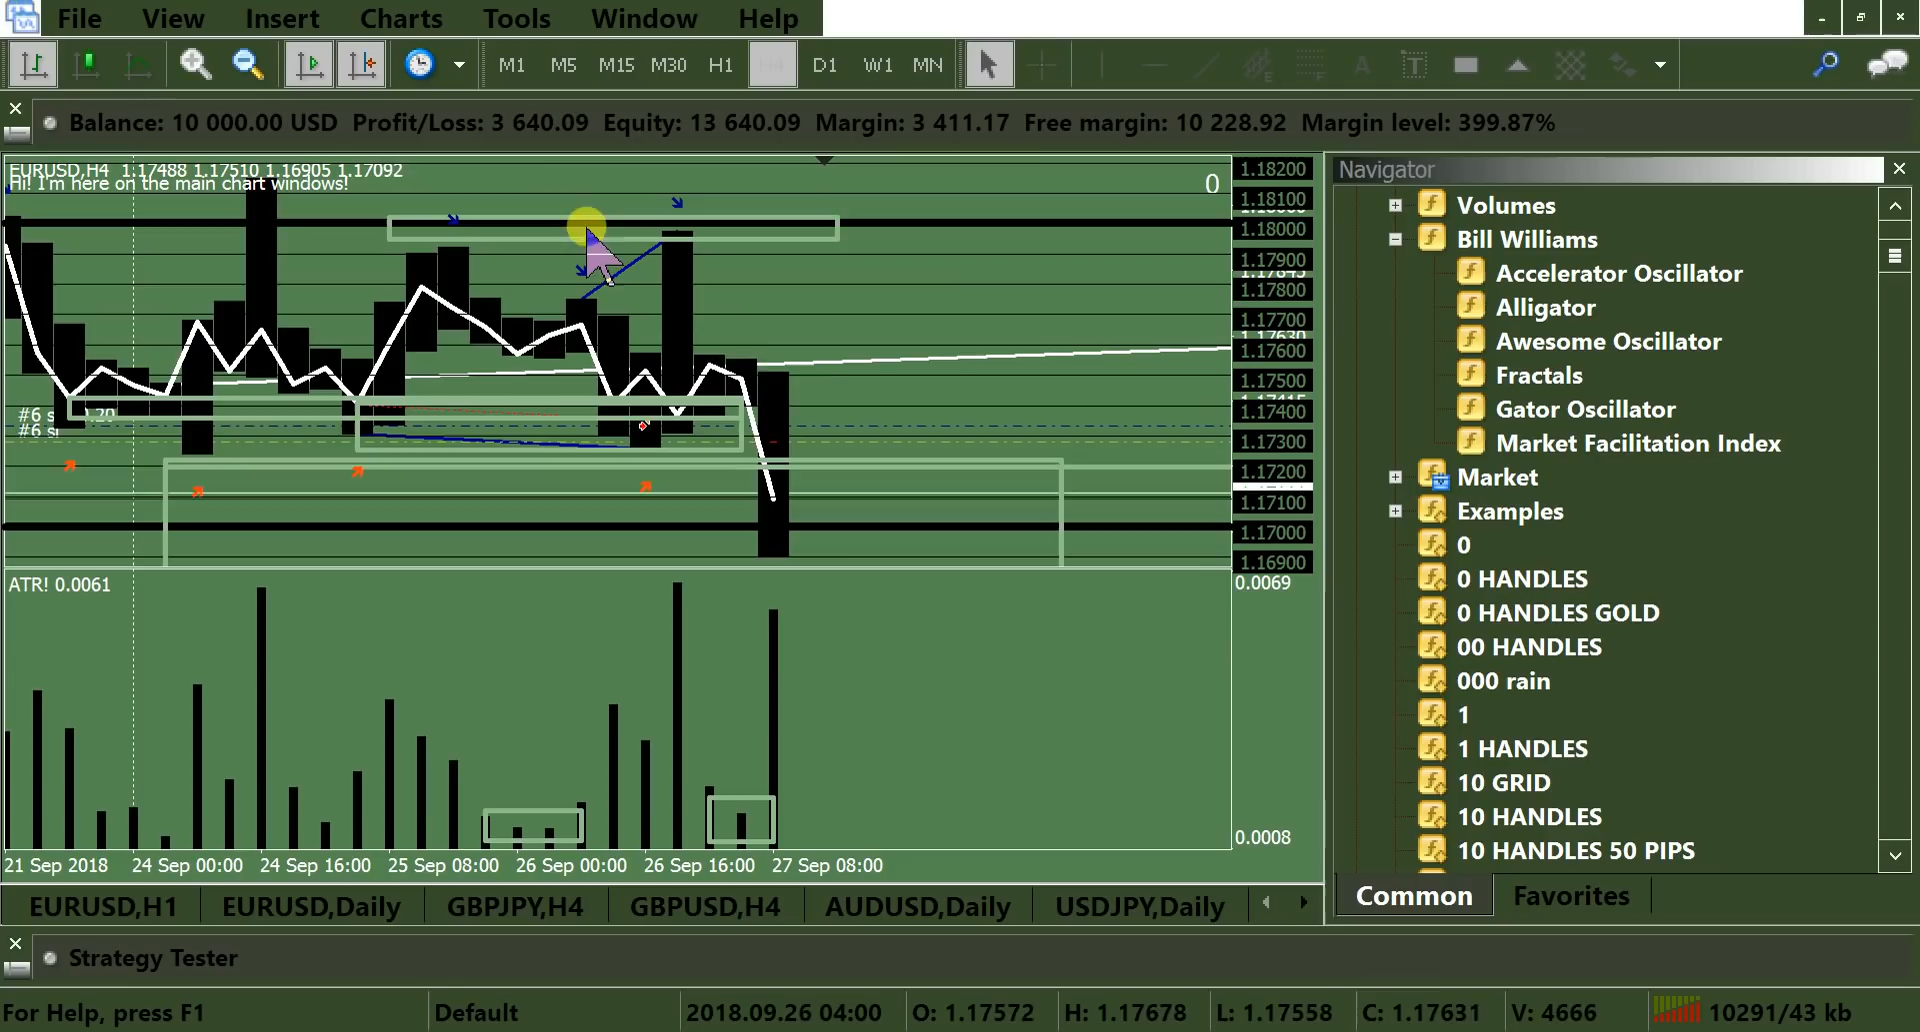 File View Insert Charts Tools Window Help
M1 M5 M15 M30 H1 H4 D1 W1 MN
Balance: 10 000.00 USD Profit/Loss: 3 640.09 Equity: 13 640.09 Margin: 3 411.17 Free margin: 10 228.92 Margin level: 399.87%
EURUSD,H4 1.17488 1.17510 1.16905 1.17092
Hi! I'm here on the main chart windows!
0
1.18200
1.18100
1.18000
1.17900
1.17800
1.17700
1.17600
1.17500
1.17400
1.17300
1.17200
1.17100
1.17000
1.16900
#6
#6
ATR! 0.0061
0.0069
0.0008
21 Sep 2018 24 Sep 00:00 24 Sep 16:00 25 Sep 08:00 26 Sep 00:00 26 Sep 16:00 27 Sep 08:00
EURUSD,H1 EURUSD,Daily GBPJPY,H4 GBPUSD,H4 AUDUSD,Daily USDJPY,Daily
Navigator
Volumes
Bill Williams
Accelerator Oscillator
Alligator
Awesome Oscillator
Fractals
Gator Oscillator
Market Facilitation Index
Market
Examples
0
0 HANDLES
0 HANDLES GOLD
00 HANDLES
000 rain
1
1 HANDLES
10 GRID
10 HANDLES
10 HANDLES 50 PIPS
Common Favorites
Strategy Tester
For Help, press F1 Default 2018.09.26 04:00 O: 1.17572 H: 1.17678 L: 1.17558 C: 1.17631 V: 4666 10291/43 kb